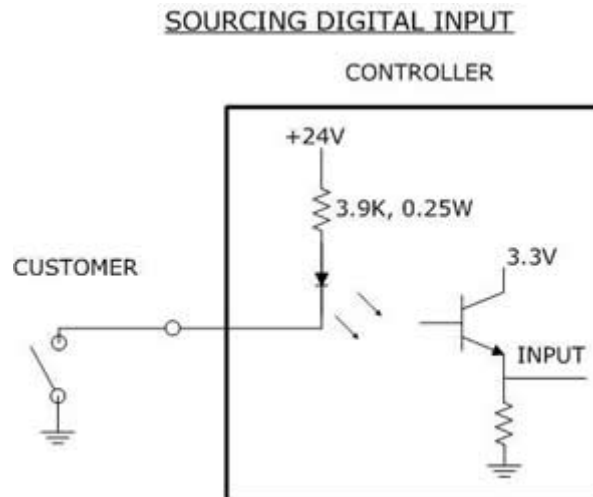 SOURCING DIGITAL INPUT
CONTROLLER
+24V
3.9K, 0.25W
CUSTOMER
3.3V
INPUT